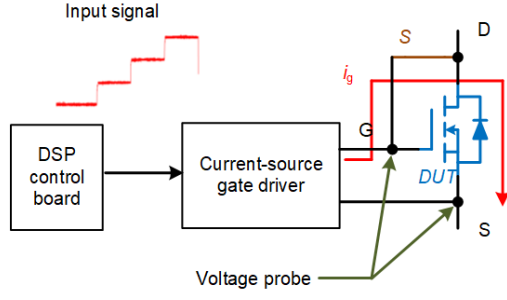 Input signal
S
D
ig
G
DSP
control
board
Current-source
gate driver
DUT
S
Voltage probe